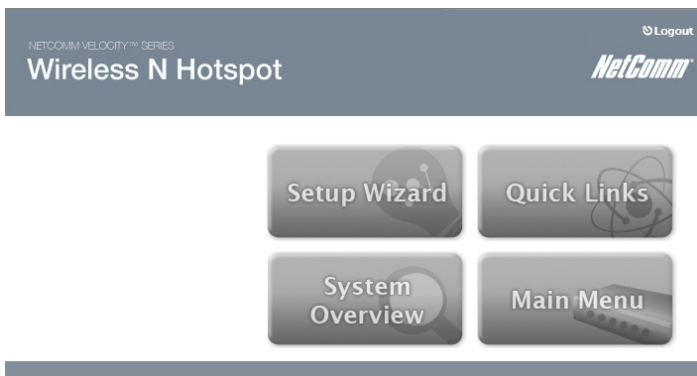 Logout
NETCOMM VELOCITY™ SERIES
Wireless N Hotspot
NetComm
Setup Wizard
Quick Links
System
Overview
Main Menu